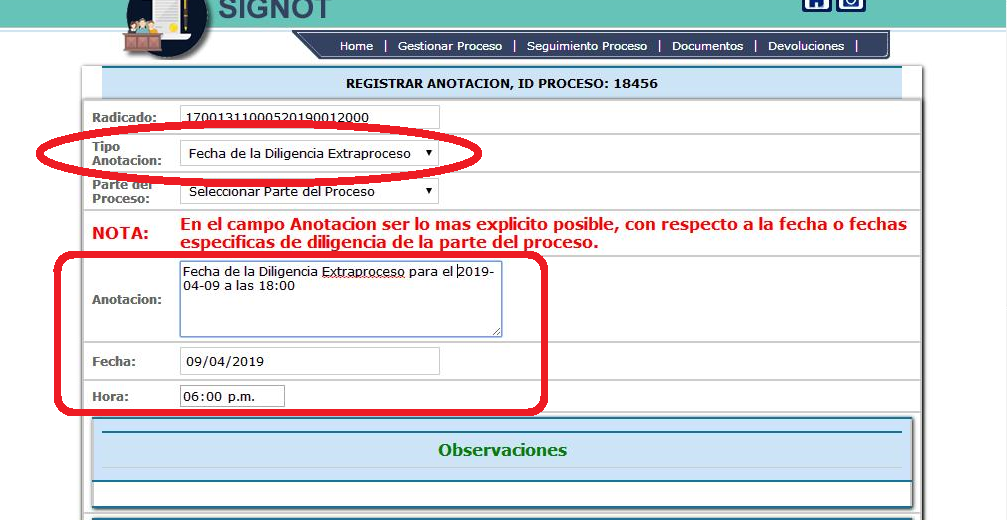 SIGNOT
Home | Gestionar Proceso | Seguimiento Proceso | Documentos | Devoluciones |
REGISTRAR ANOTACION, ID PROCESO: 18456
Radicado: 17001311000520190012000
Tipo
Anotacion: Fecha de la Diligencia Extraproceso
Parte del
Proceso: Seleccionar Parte del Proceso
NOTA: En el campo Anotacion ser lo mas explicito posible, con respecto a la fecha o fechas
especificas de diligencia de la parte del proceso.
Anotacion: Fecha de la Diligencia Extraproceso para el 2019-
04-09 a las 18:00
Fecha: 09/04/2019
Hora: 06:00 p.m.
Observaciones